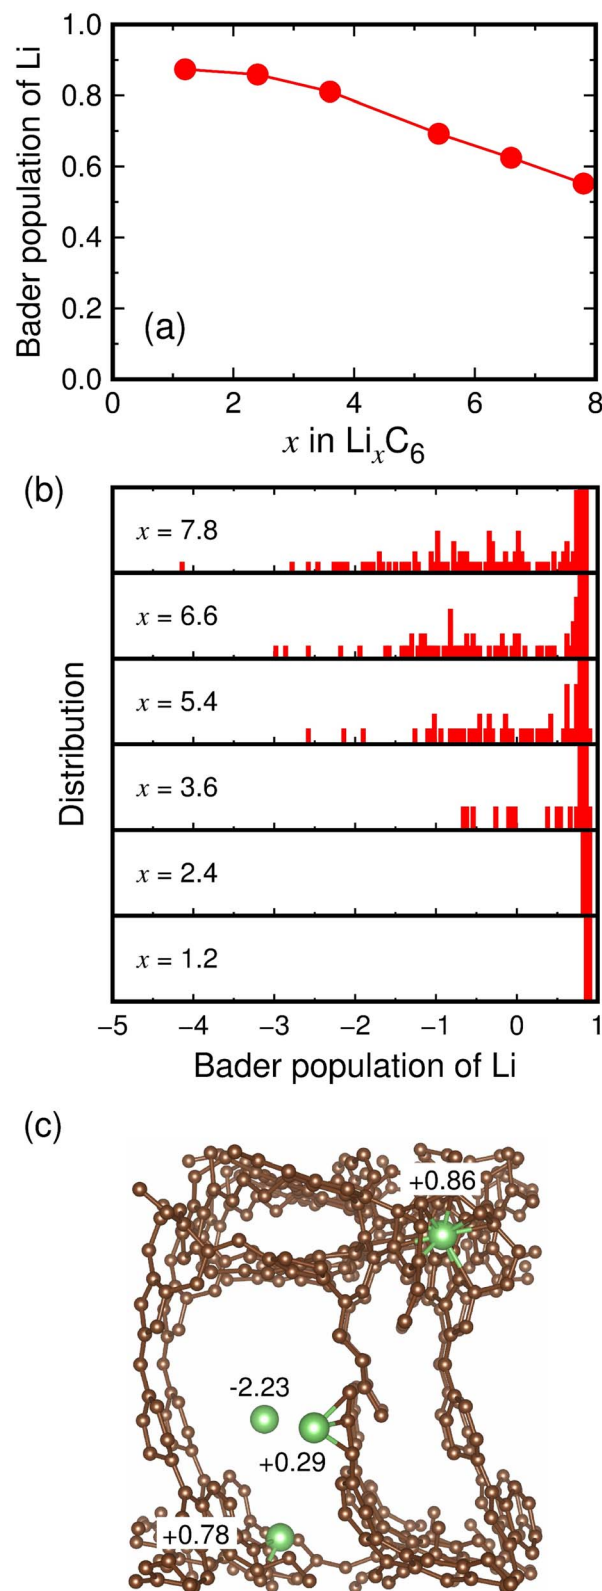 1.0
0.8
0.6
0.4
0.2
0.0
Bader population of Li
(a)
0 2 4 6 8
x in LiₓC₆
(b)
x = 7.8
x = 6.6
x = 5.4
x = 3.6
x = 2.4
x = 1.2
Distribution
−5 −4 −3 −2 −1 0 1
Bader population of Li
(c)
+0.86
-2.23
+0.29
+0.78